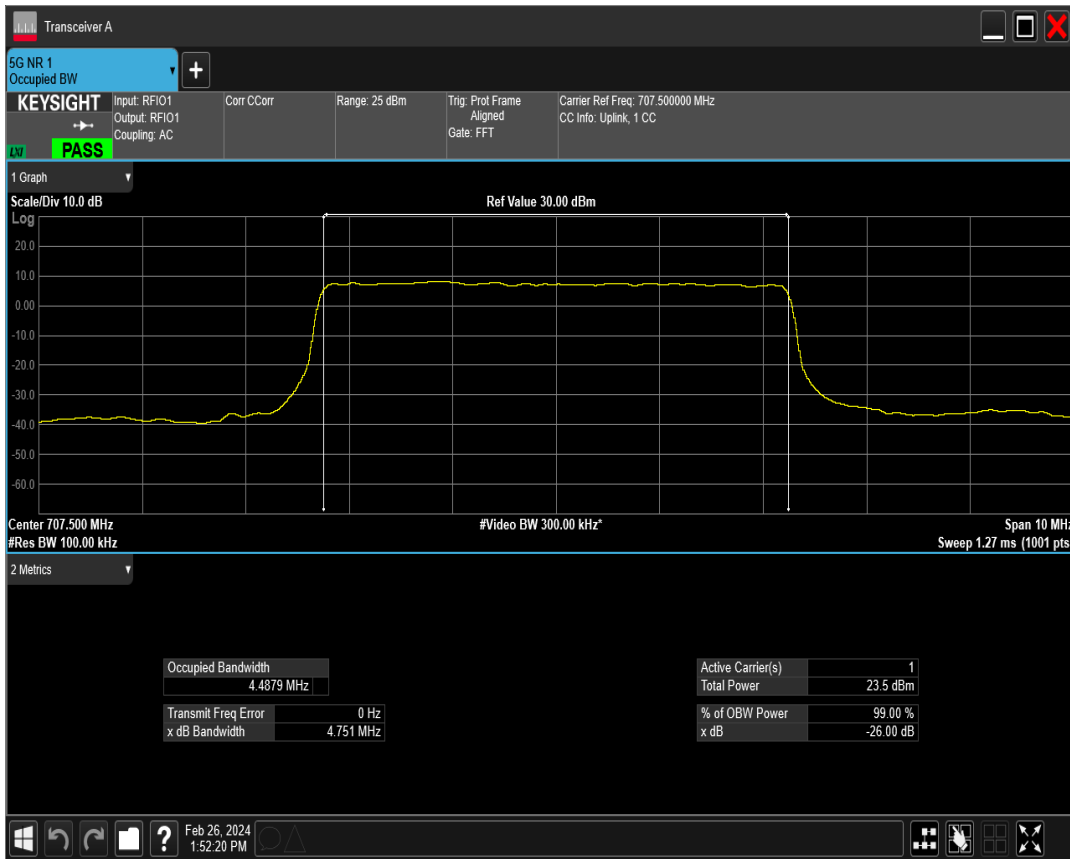 Transceiver A
5G NR 1
Occupied BW
KEYSIGHT
LXI
PASS
Input: RFIO1
Output: RFIO1
Coupling: AC
Corr CCorr
Range: 25 dBm
Trig: Prot Frame
Aligned
Gate: FFT
Carrier Ref Freq: 707.500000 MHz
CC Info: Uplink, 1 CC
1 Graph
Scale/Div 10.0 dB
Ref Value 30.00 dBm
Log
20.0
10.0
0.00
-10.0
-20.0
-30.0
-40.0
-50.0
-60.0
Center 707.500 MHz
#Video BW 300.00 kHz*
Span 10 MHz
#Res BW 100.00 kHz
Sweep 1.27 ms (1001 pts
2 Metrics
Occupied Bandwidth
4.4879 MHz
Transmit Freq Error 0 Hz
x dB Bandwidth 4.751 MHz
Active Carrier(s) 1
Total Power 23.5 dBm
% of OBW Power 99.00 %
x dB -26.00 dB
?
Feb 26, 2024
1:52:20 PM